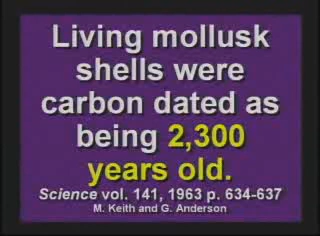 Living mollusk
shells were
carbon dated as
being 2,300
years old.
Science vol. 141, 1963 p. 634-637
M. Keith and G. Anderson